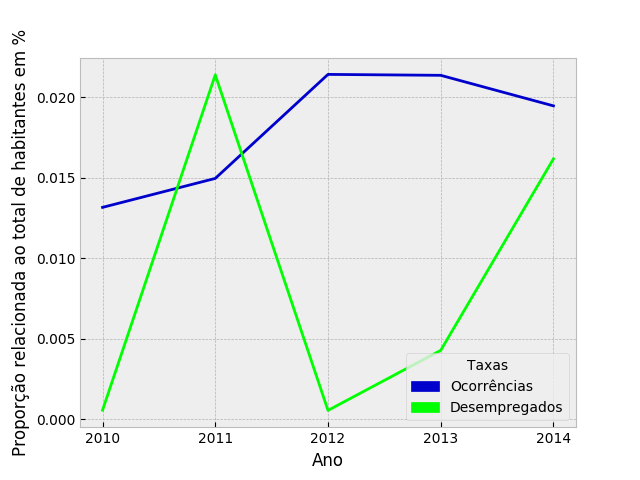 Proporção relacionada ao total de habitantes em %
0.020
0.015
0.010
0.005
0.000
2010 2011 2012 2013 2014
Ano
Taxas
Ocorrências
Desempregados